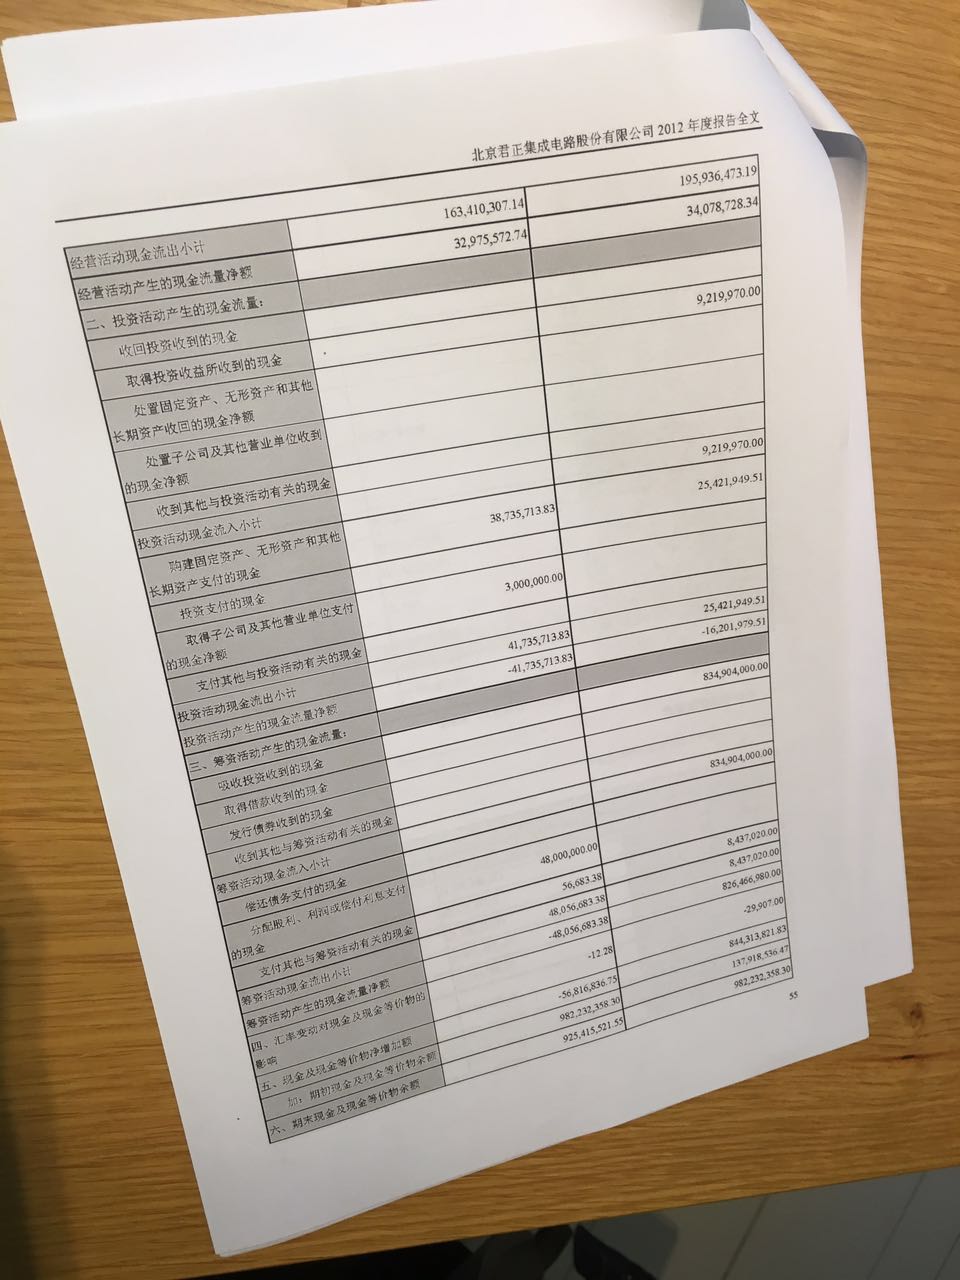 北京君正集成电路股份有限公司 2012 年度报告全文
经营活动现金流出小计 163,410,307.14 195,936,473.19
经营活动产生的现金流量净额 32,975,572.74 34,078,728.34
二、投资活动产生的现金流量：
收回投资收到的现金
取得投资收益所收到的现金 9,219,970.00
处置固定资产、无形资产和其他
长期资产收回的现金净额
处置子公司及其他营业单位收到
的现金净额
收到其他与投资活动有关的现金
投资活动现金流入小计 9,219,970.00
购建固定资产、无形资产和其他
长期资产支付的现金 38,735,713.83 25,421,949.51
投资支付的现金
取得子公司及其他营业单位支付
的现金净额 3,000,000.00
支付其他与投资活动有关的现金
投资活动现金流出小计 41,735,713.83 25,421,949.51
投资活动产生的现金流量净额 -41,735,713.83 -16,201,979.51
三、筹资活动产生的现金流量：
吸收投资收到的现金 834,904,000.00
取得借款收到的现金
发行债券收到的现金
收到其他与筹资活动有关的现金
筹资活动现金流入小计 834,904,000.00
偿还债务支付的现金
分配股利、利润或偿付利息支付
的现金 48,000,000.00
支付其他与筹资活动有关的现金 56,683.38 8,437,020.00
筹资活动现金流出小计 48,056,683.38 8,437,020.00
筹资活动产生的现金流量净额 -48,056,683.38 826,466,980.00
四、汇率变动对现金及现金等价物的
影响 -12.28 -29,907.00
五、现金及现金等价物净增加额 -56,816,836.75 844,313,821.83
加：期初现金及现金等价物余额 982,232,358.30 137,918,536.47
六、期末现金及现金等价物余额 925,415,521.55 982,232,358.30
55